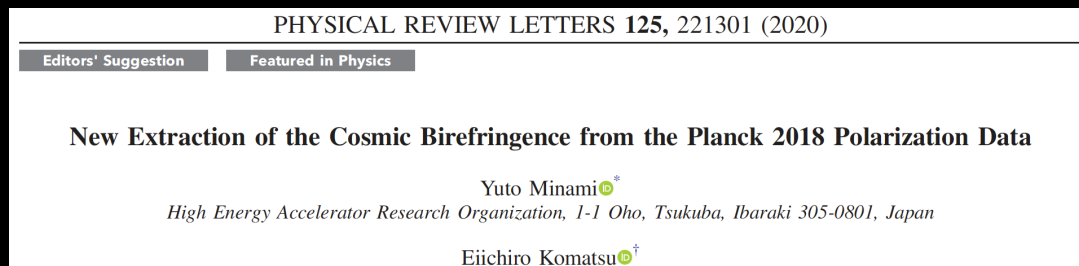 PHYSICAL REVIEW LETTERS 125, 221301 (2020)
Editors' Suggestion Featured in Physics
New Extraction of the Cosmic Birefringence from the Planck 2018 Polarization Data
Yuto Minami iD *
High Energy Accelerator Research Organization, 1-1 Oho, Tsukuba, Ibaraki 305-0801, Japan
Eiichiro Komatsu iD †